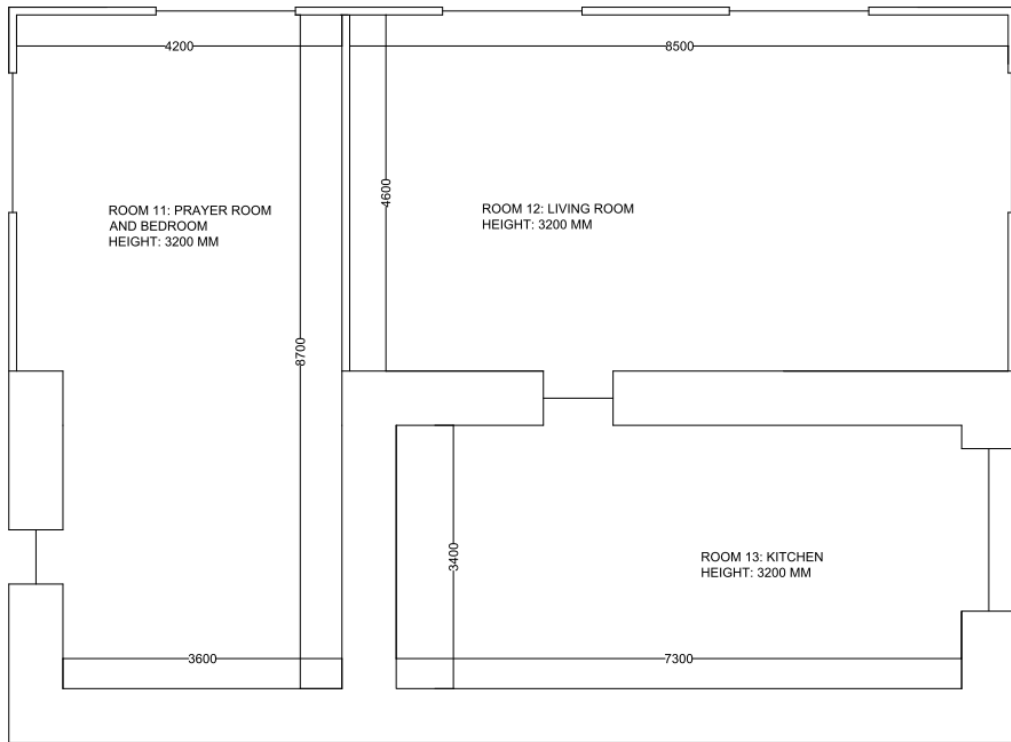 4200
8500
4600
ROOM 11: PRAYER ROOM
AND BEDROOM
HEIGHT: 3200 MM
ROOM 12: LIVING ROOM
HEIGHT: 3200 MM
8700
3400
ROOM 13: KITCHEN
HEIGHT: 3200 MM
3600
7300